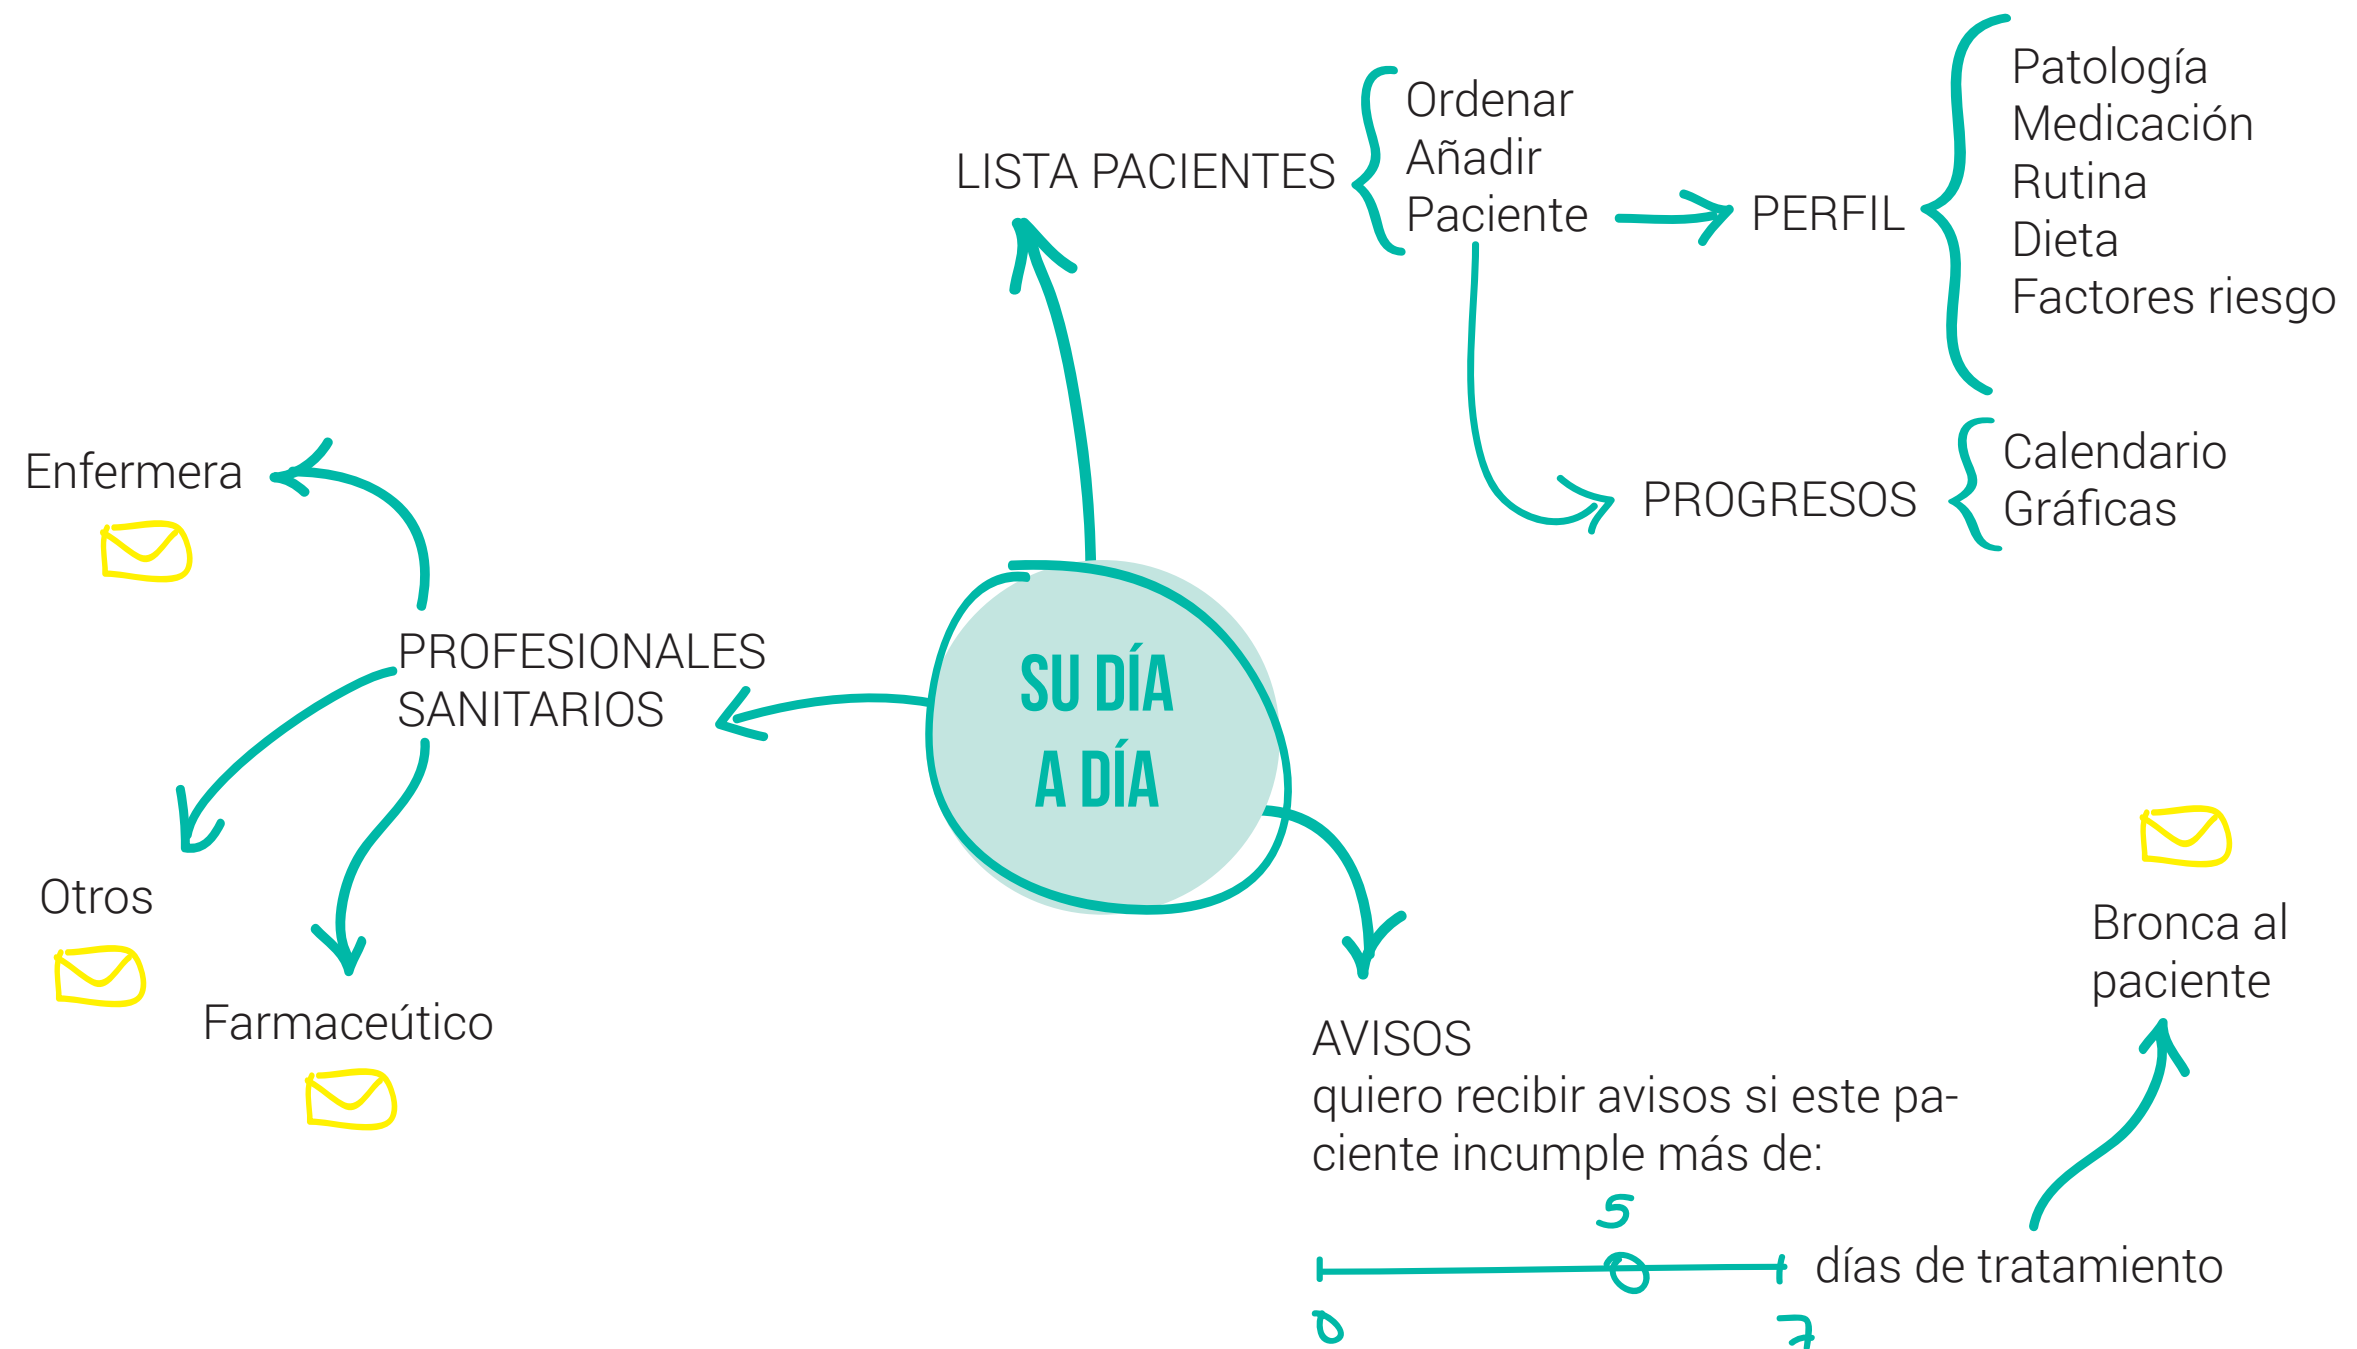 LISTA PACIENTES
Ordenar
Añadir
Paciente
PERFIL
Patología
Medicación
Rutina
Dieta
Factores riesgo
PROGRESOS
Calendario
Gráficas
Enfermera
PROFESIONALES
SANITARIOS
Otros
Farmaceútico
SU DÍA
A DÍA
AVISOS
quiero recibir avisos si este pa-
ciente incumple más de:
5
0
7
días de tratamiento
Bronca al
paciente